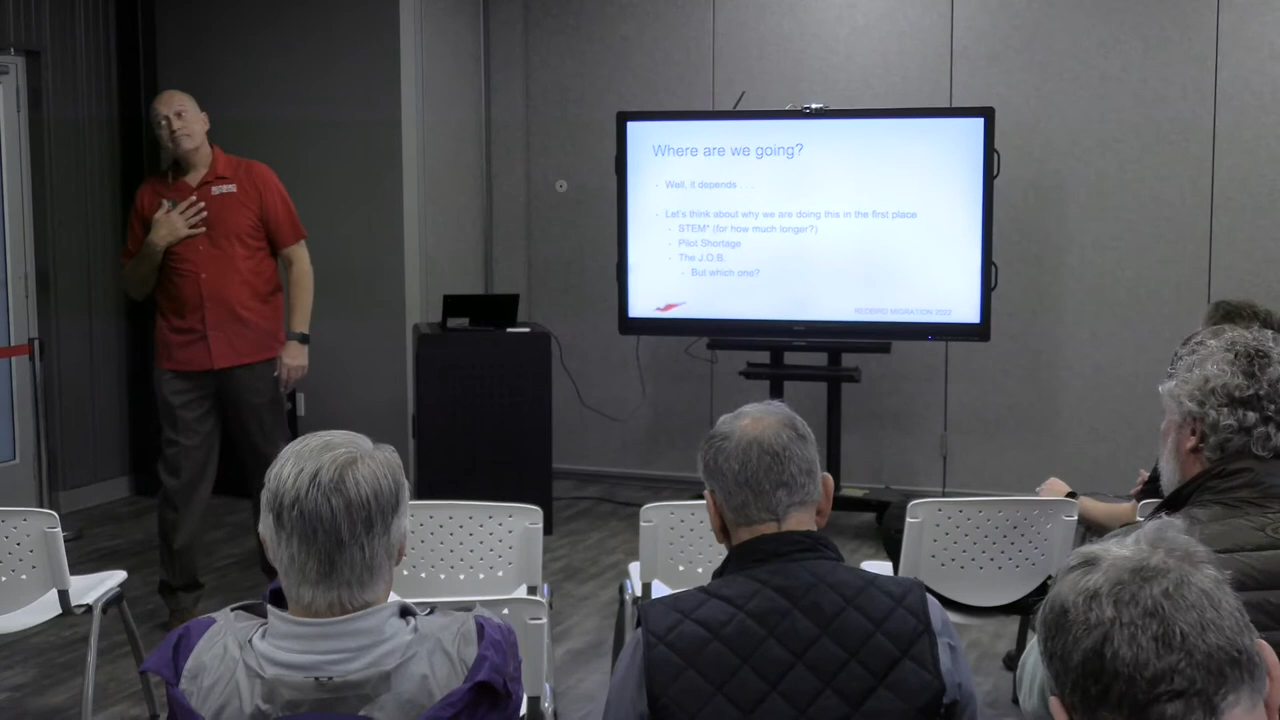 Where are we going?
Well, it depends . . .
Let's think about why we are doing this in the first place
STEM* (for how much longer?)
Pilot Shortage
The J.O.B.
But which one?
REDBIRD MIGRATION 2022
REDBIRD